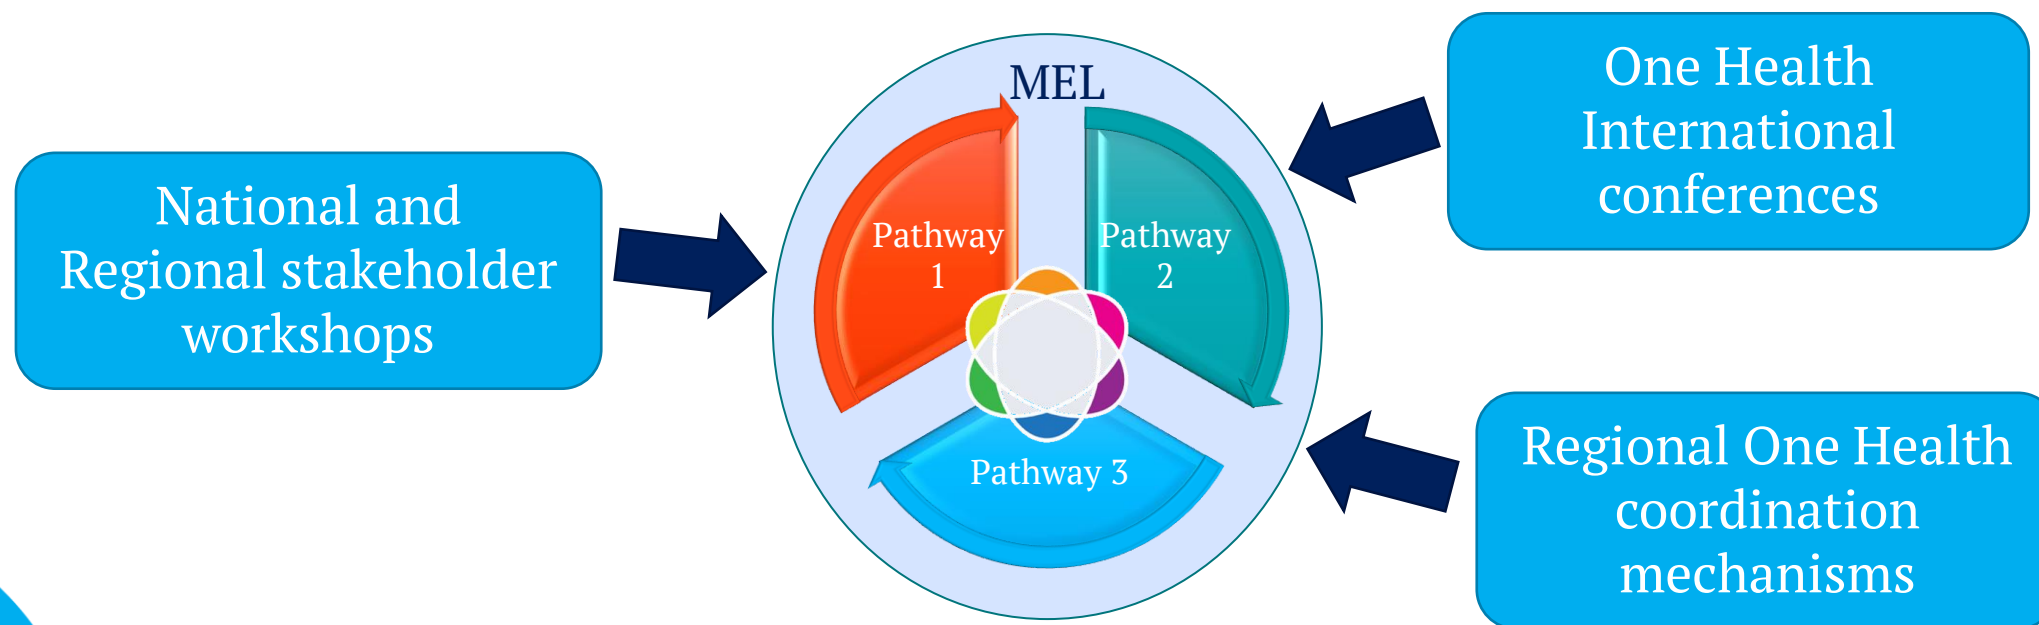 National and
Regional stakeholder
workshops
MEL
Pathway
1
Pathway
2
Pathway 3
One Health
International
conferences
Regional One Health
coordination
mechanisms